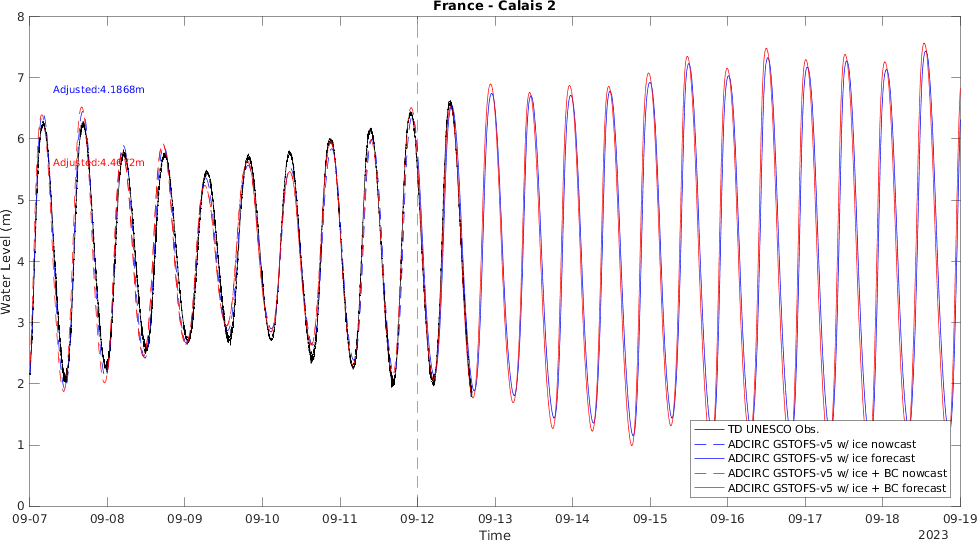 France - Calais 2
8
7
6
5
4
3
2
1
0
Water Level (m)
Adjusted:4.1868m
Adjusted:4.4672m
TD UNESCO Obs.
ADCIRC GSTOFS-v5 w/ ice nowcast
ADCIRC GSTOFS-v5 w/ ice forecast
ADCIRC GSTOFS-v5 w/ ice + BC nowcast
ADCIRC GSTOFS-v5 w/ ice + BC forecast
09-07 09-08 09-09 09-10 09-11 09-12 09-13 09-14 09-15 09-16 09-17 09-18 09-19
Time
2023